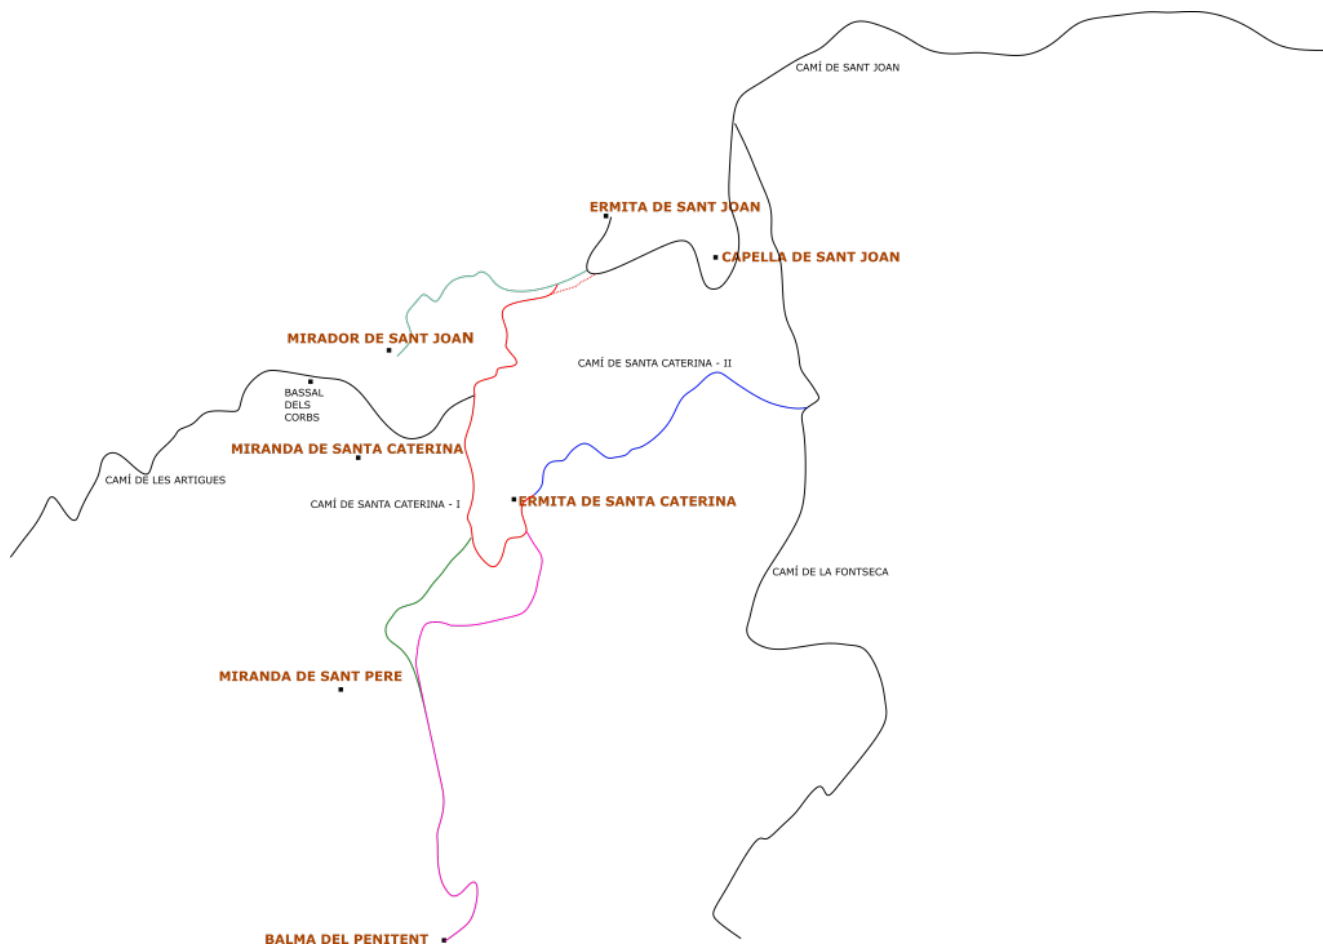 CAMÍ DE SANT JOAN
ERMITA DE SANT JOAN
CAPELLA DE SANT JOAN
MIRADOR DE SANT JOAN
CAMÍ DE SANTA CATERINA - II
BASSAL
DELS
CORBS
MIRANDA DE SANTA CATERINA
CAMÍ DE LES ARTIGUES
CAMÍ DE SANTA CATERINA - I
ERMITA DE SANTA CATERINA
CAMÍ DE LA FONTSECA
MIRANDA DE SANT PERE
BALMA DEL PENITENT